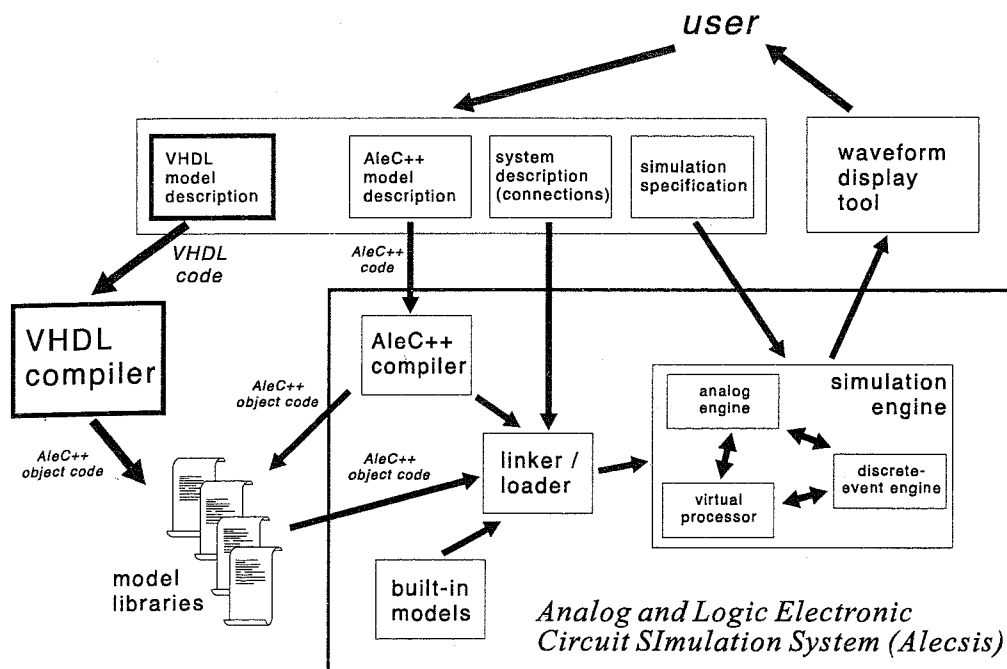 user
VHDL
model
description
AleC++
model
description
system
description
(connections)
simulation
specification
waveform
display
tool
VHDL
code
AleC++
code
VHDL
compiler
AleC++
compiler
AleC++
object code
AleC++
object code
AleC++
object code
linker /
loader
simulation
engine
analog
engine
virtual
processor
discrete-
event engine
model
libraries
built-in
models
Analog and Logic Electronic
Circuit SImulation System (Alecsis)